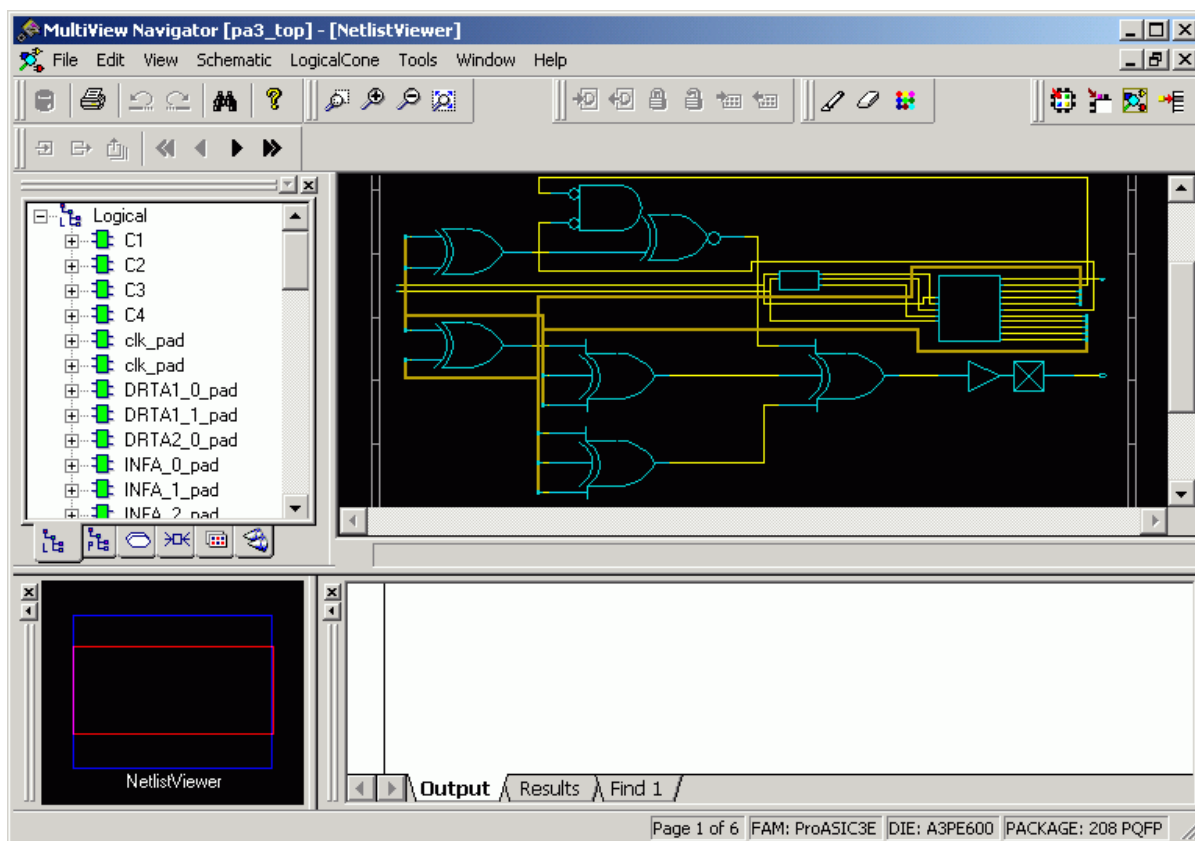 MultiView Navigator [pa3_top] - [NetlistViewer]
File Edit View Schematic LogicalCone Tools Window Help
Logical
C1
C2
C3
C4
clk_pad
clk_pad
DRTA1_0_pad
DRTA1_1_pad
DRTA2_0_pad
INFA_0_pad
INFA_1_pad
INFA_2_pad
NetlistViewer
Output Results Find 1
Page 1 of 6 FAM: ProASIC3E DIE: A3PE600 PACKAGE: 208 PQFP